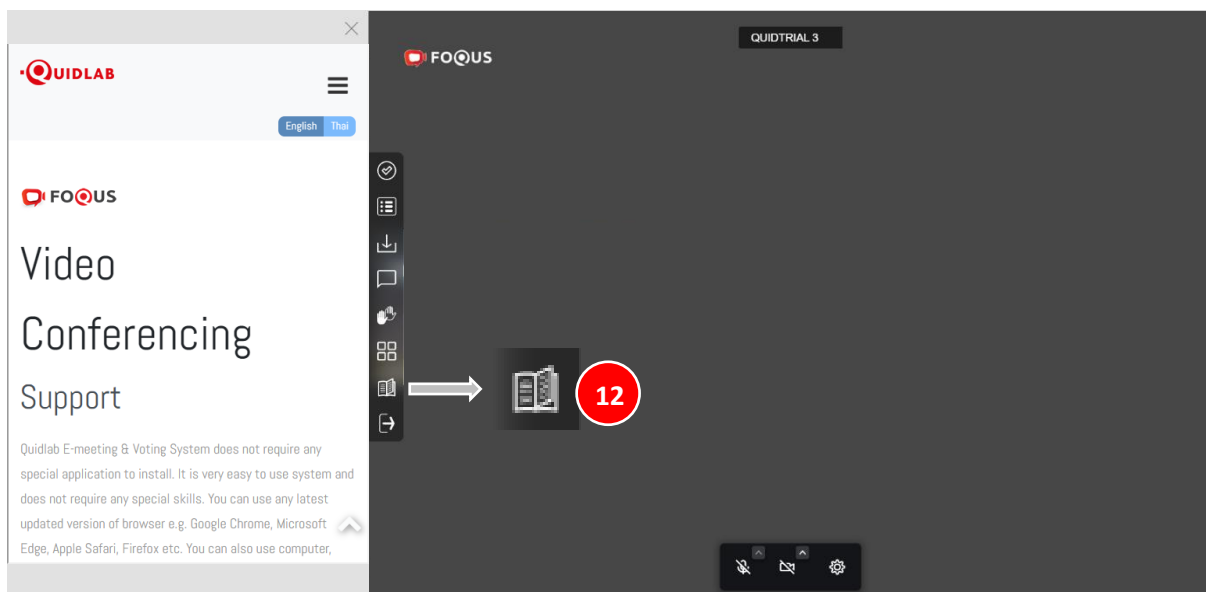 QUIDLAB
English Thai
FOQUS
Video
Conferencing
Support
Quidlab E-meeting & Voting System does not require any
special application to install. It is very easy to use system and
does not require any special skills. You can use any latest
updated version of browser e.g. Google Chrome, Microsoft
Edge, Apple Safari, Firefox etc. You can also use computer,
FOQUS
QUIDTRIAL 3
12